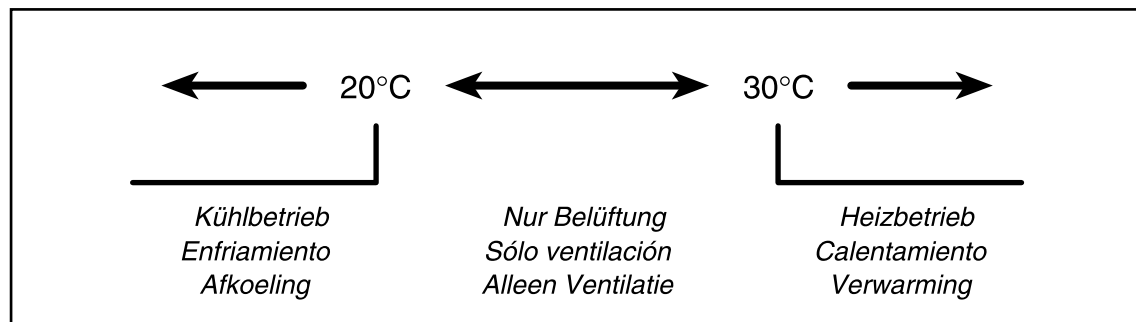 20°C 30°C
Kühlbetrieb Nur Belüftung Heizbetrieb
Enfriamiento Sólo ventilación Calentamiento
Afkoeling Alleen Ventilatie Verwarming